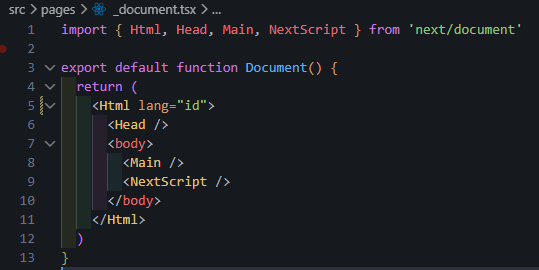 src > pages > _document.tsx > ...
1 import { Html, Head, Main, NextScript } from 'next/document'
2
3 export default function Document() {
4   return (
5     <Html lang="id">
6       <Head />
7       <body>
8         <Main />
9         <NextScript />
10       </body>
11     </Html>
12   )
13 }